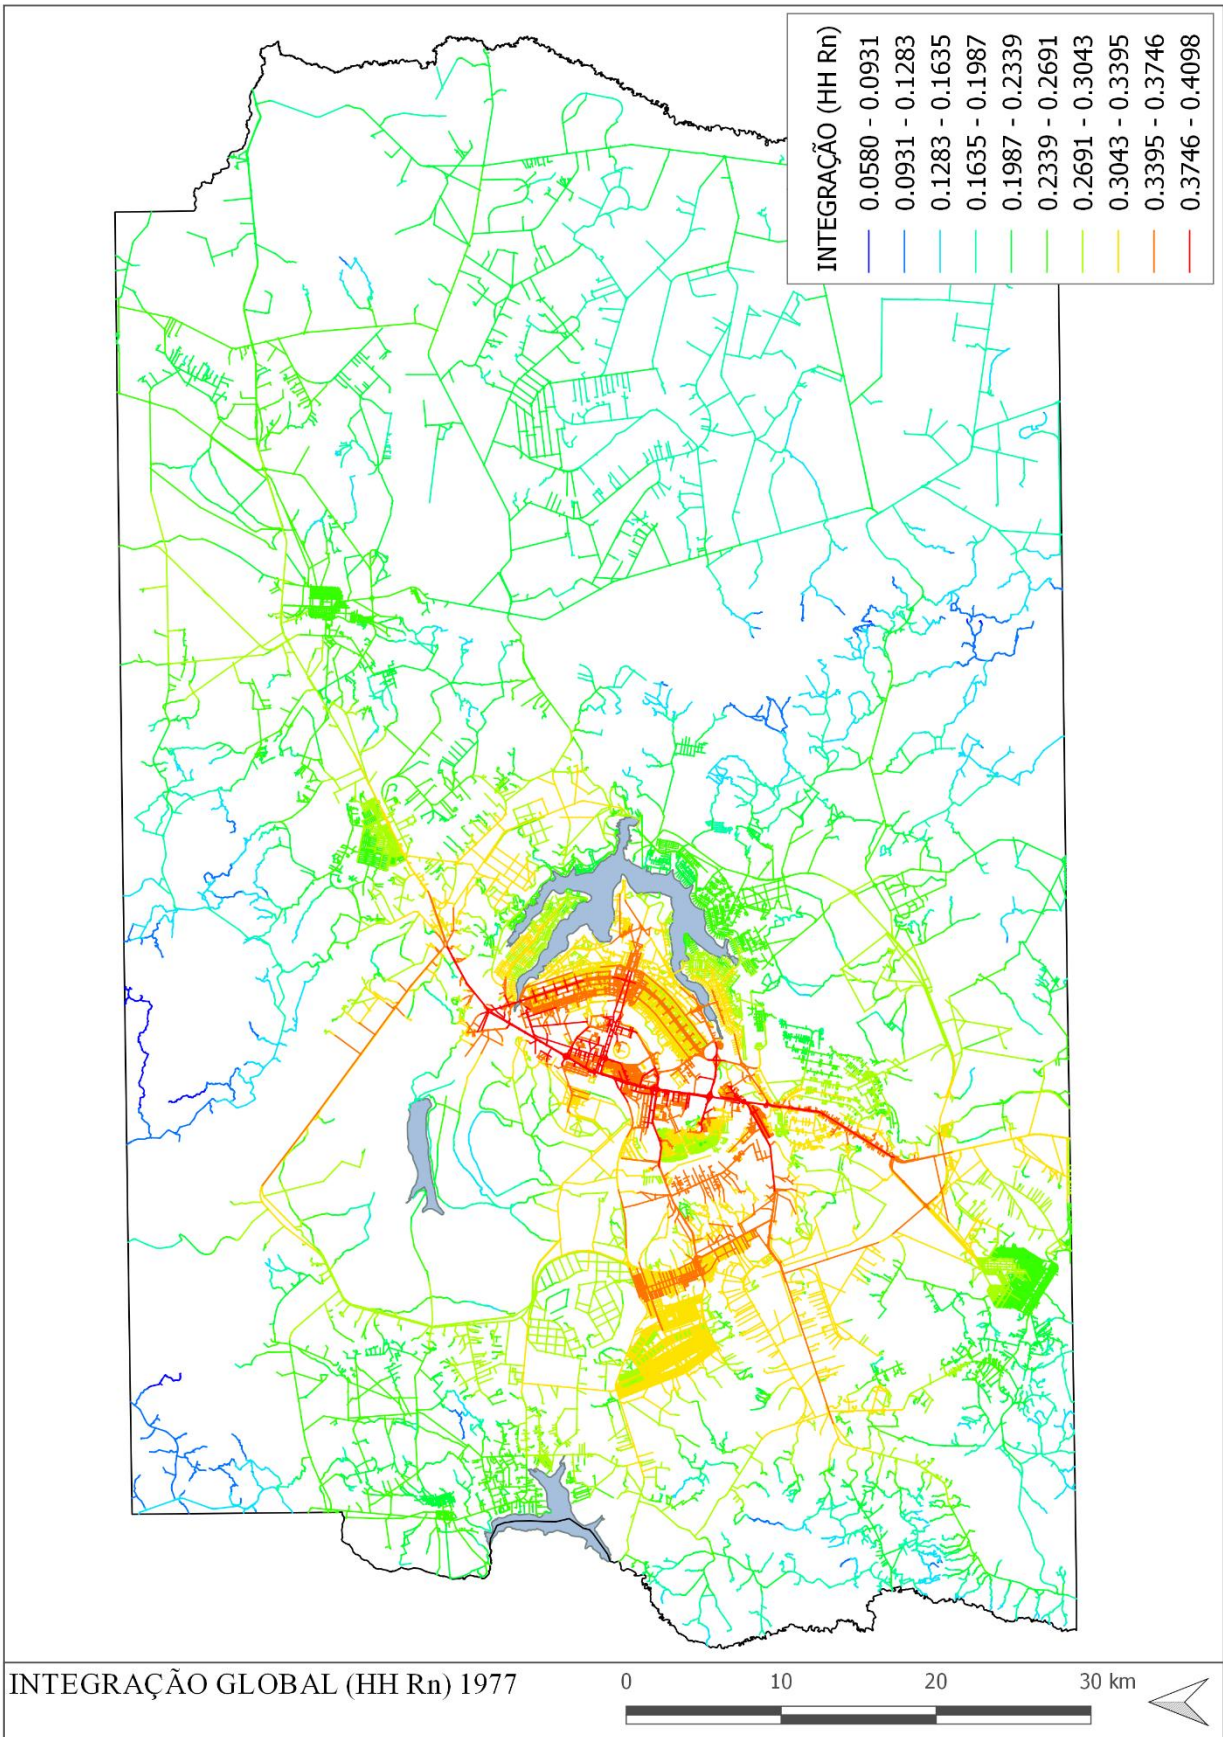 INTEGRAÇÃO (HH Rn)
0.0580 - 0.0931
0.0931 - 0.1283
0.1283 - 0.1635
0.1635 - 0.1987
0.1987 - 0.2339
0.2339 - 0.2691
0.2691 - 0.3043
0.3043 - 0.3395
0.3395 - 0.3746
0.3746 - 0.4098
INTEGRAÇÃO GLOBAL (HH Rn) 1977
0 10 20 30 km